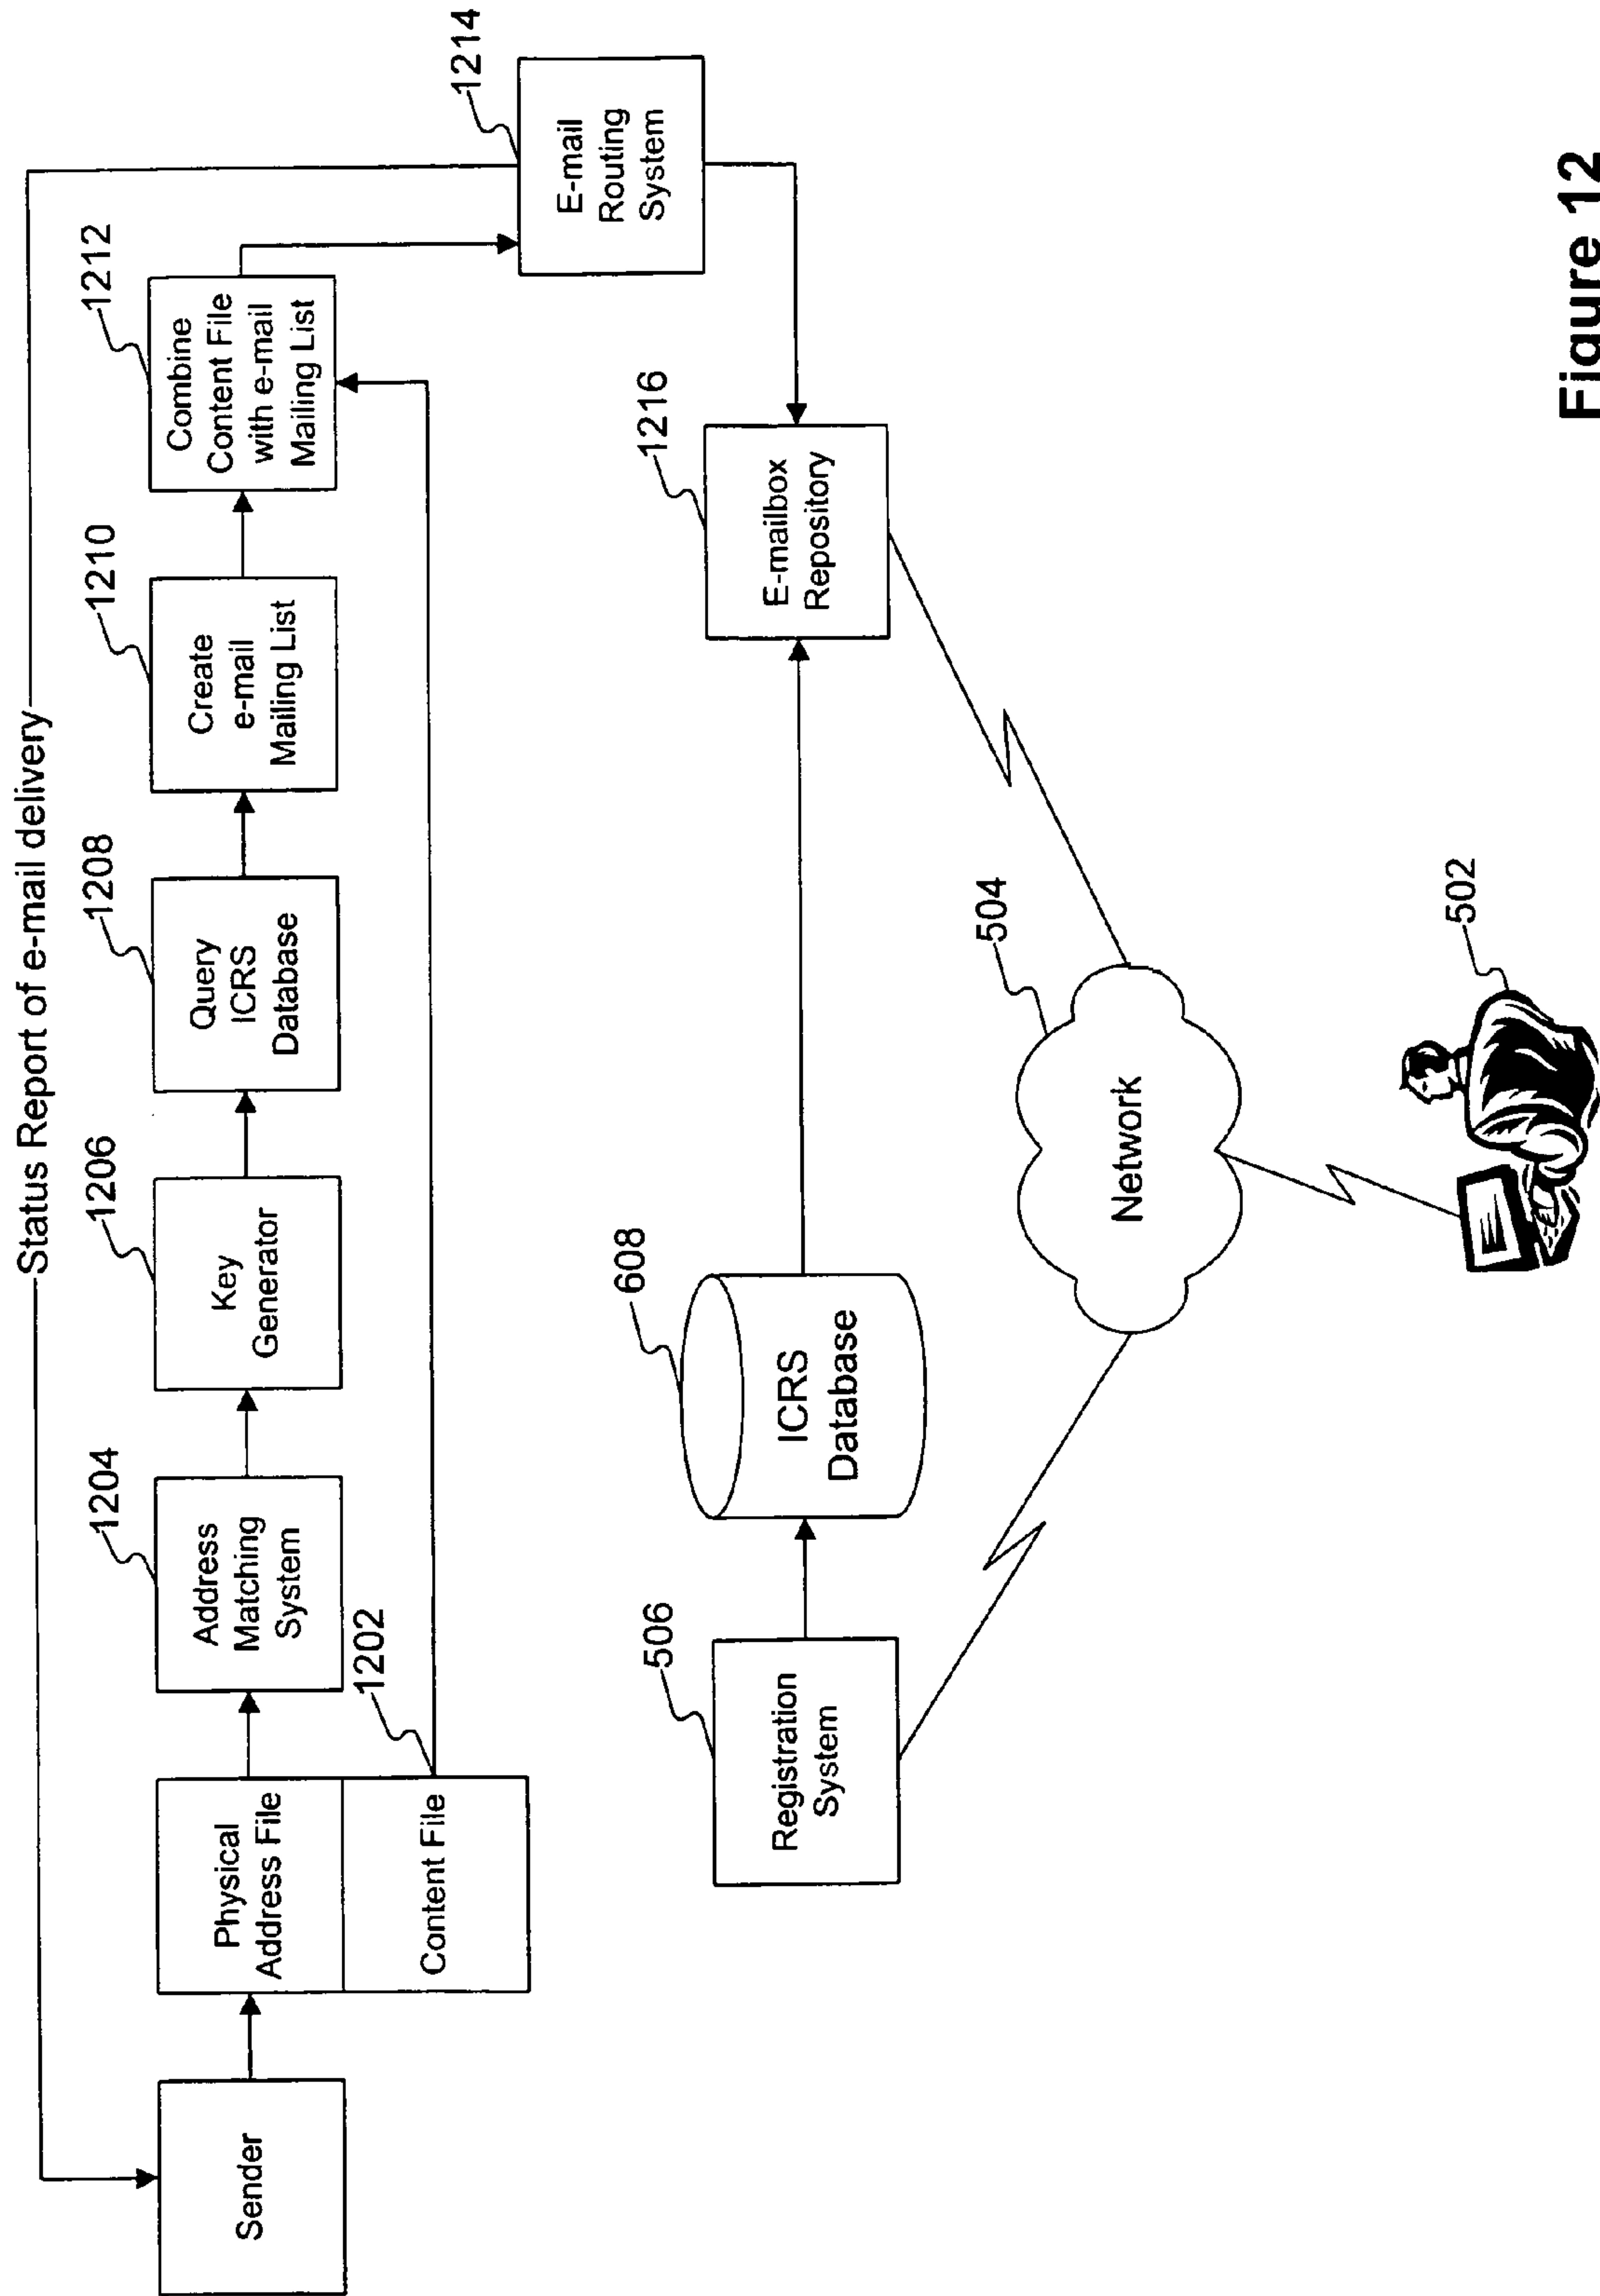 Status Report of e-mail delivery
Sender
Physical
Address File
Content File
1202
1204
Address
Matching
System
1206
Key
Generator
1208
Query
ICRS
Database
1210
Create
e-mail
Mailing List
1212
Combine
Content File
with e-mail
Mailing List
1214
E-mail
Routing
System
506
Registration
System
608
ICRS
Database
1216
E-mailbox
Repository
504
Network
502
Figure 12